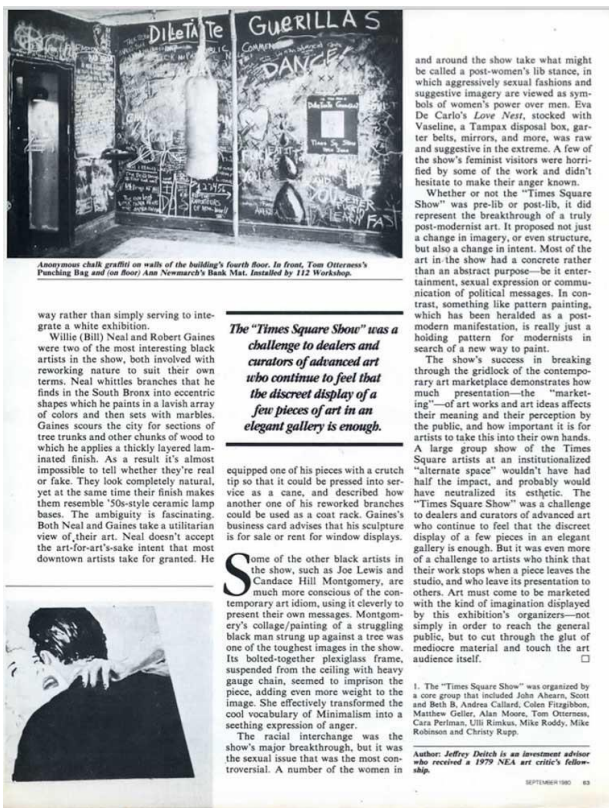 DILETANTE GUERILLAS
DANCE!
Anonymous chalk graffiti on walls of the building's fourth floor. In front, Tom Otterness's
Punching Bag and (on floor) Ann Newmarch's Bank Mat. Installed by 112 Workshop.
way rather than simply serving to inte-
grate a white exhibition.
Willie (Bill) Neal and Robert Gaines
were two of the most interesting black
artists in the show, both involved with
reworking nature to suit their own
terms. Neal whittles branches that he
finds in the South Bronx into eccentric
shapes which he paints in a lavish array
of colors and then sets with marbles.
Gaines scours the city for sections of
tree trunks and other chunks of wood to
which he applies a thickly layered lam-
inated finish. As a result it's almost
impossible to tell whether they're real
or fake. They look completely natural,
yet at the same time their finish makes
them resemble '50s-style ceramic lamp
bases. The ambiguity is fascinating.
Both Neal and Gaines take a utilitarian
view of their art. Neal doesn't accept
the art-for-art's-sake intent that most
downtown artists take for granted. He
The "Times Square Show" was a
challenge to dealers and
curators of advanced art
who continue to feel that
the discreet display of a
few pieces of art in an
elegant gallery is enough.
equipped one of his pieces with a crutch
tip so that it could be pressed into ser-
vice as a cane, and described how
another one of his reworked branches
could be used as a coat rack. Gaines's
business card advises that his sculpture
is for sale or rent for window displays.
Some of the other black artists in
the show, such as Joe Lewis and
Candace Hill Montgomery, are
much more conscious of the con-
temporary art idiom, using it cleverly to
present their own messages. Montgom-
ery's collage/painting of a struggling
black man strung up against a tree was
one of the toughest images in the show.
Its bolted-together plexiglass frame,
suspended from the ceiling with heavy
gauge chain, seemed to imprison the
piece, adding even more weight to the
image. She effectively transformed the
cool vocabulary of Minimalism into a
seething expression of anger.
The racial interchange was the
show's major breakthrough, but it was
the sexual issue that was the most con-
troversial. A number of the women in
and around the show take what might
be called a post-women's lib stance, in
which aggressively sexual fashions and
suggestive imagery are viewed as sym-
bols of women's power over men. Eva
De Carlo's Love Nest, stocked with
Vaseline, a Tampax disposal box, gar-
ter belts, mirrors, and more, was raw
and suggestive in the extreme. A few of
the show's feminist visitors were horri-
fied by some of the work and didn't
hesitate to make their anger known.
Whether or not the "Times Square
Show" was pre-lib or post-lib, it did
represent the breakthrough of a truly
post-modernist art. It proposed not just
a change in imagery, or even structure,
but also a change in intent. Most of the
art in the show had a concrete rather
than an abstract purpose—be it enter-
tainment, sexual expression or commu-
nication of political messages. In con-
trast, something like pattern painting,
which has been heralded as a post-
modern manifestation, is really just a
holding pattern for modernists in
search of a new way to paint.
The show's success in breaking
through the gridlock of the contempo-
rary art marketplace demonstrates how
much presentation—the "market-
ing"—of art works and art ideas affects
their meaning and their perception by
the public, and how important it is for
artists to take this into their own hands.
A large group show of the Times
Square artists at an institutionalized
"alternate space" wouldn't have had
half the impact, and probably would
have neutralized its esthetic. The
"Times Square Show" was a challenge
to dealers and curators of advanced art
who continue to feel that the discreet
display of a few pieces in an elegant
gallery is enough. But it was even more
of a challenge to artists who think that
their work stops when a piece leaves the
studio, and who leave its presentation to
others. Art must come to be marketed
with the kind of imagination displayed
by this exhibition's organizers—not
simply in order to reach the general
public, but to cut through the glut of
mediocre material and touch the art
audience itself. □
1. The "Times Square Show" was organized by
a core group that included John Ahearn, Scott
and Beth B, Andrea Callard, Colen Fitzgibbon,
Matthew Geller, Alan Moore, Tom Otterness,
Cara Perlman, Ulli Rimkus, Mike Roddy, Mike
Robinson and Christy Rupp.
Author: Jeffrey Deitch is an investment advisor
who received a 1979 NEA art critic's fellow-
ship.
SEPTEMBER 1980 63